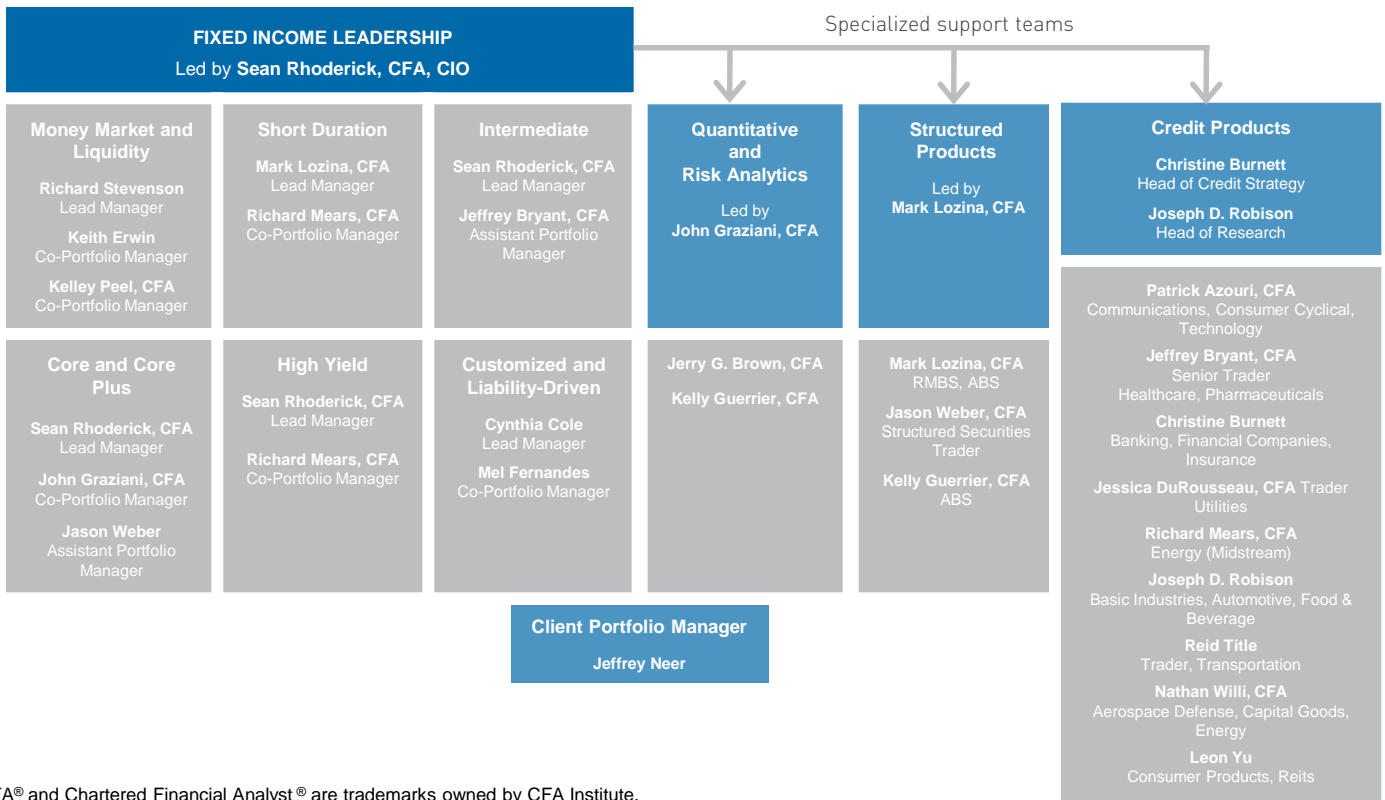 FIXED INCOME LEADERSHIP
Led by Sean Rhoderick, CFA, CIO
Specialized support teams
Money Market and
Liquidity
Richard Stevenson
Lead Manager
Keith Erwin
Co-Portfolio Manager
Kelley Peel, CFA
Co-Portfolio Manager
Short Duration
Mark Lozina, CFA
Lead Manager
Richard Mears, CFA
Co-Portfolio Manager
Intermediate
Sean Rhoderick, CFA
Lead Manager
Jeffrey Bryant, CFA
Assistant Portfolio
Manager
Quantitative
and
Risk Analytics
Led by
John Graziani, CFA
Structured
Products
Led by
Mark Lozina, CFA
Credit Products
Christine Burnett
Head of Credit Strategy
Joseph D. Robison
Head of Research
Core and Core
Plus
Sean Rhoderick, CFA
Lead Manager
John Graziani, CFA
Co-Portfolio Manager
Jason Weber
Assistant Portfolio
Manager
High Yield
Sean Rhoderick, CFA
Lead Manager
Richard Mears, CFA
Co-Portfolio Manager
Customized and
Liability-Driven
Cynthia Cole
Lead Manager
Mel Fernandes
Co-Portfolio Manager
Jerry G. Brown, CFA
Kelly Guerrier, CFA
Mark Lozina, CFA
RMBS, ABS
Jason Weber, CFA
Structured Securities
Trader
Kelly Guerrier, CFA
ABS
Patrick Azouri, CFA
Communications, Consumer Cyclical,
Technology
Jeffrey Bryant, CFA
Senior Trader
Healthcare, Pharmaceuticals
Christine Burnett
Banking, Financial Companies,
Insurance
Jessica DuRousseau, CFA Trader
Utilities
Richard Mears, CFA
Energy (Midstream)
Joseph D. Robison
Basic Industries, Automotive, Food &
Beverage
Reid Title
Trader, Transportation
Nathan Willi, CFA
Aerospace Defense, Capital Goods,
Energy
Leon Yu
Consumer Products, Reits
Client Portfolio Manager
Jeffrey Neer
FA® and Chartered Financial Analyst ® are trademarks owned by CFA Institute.